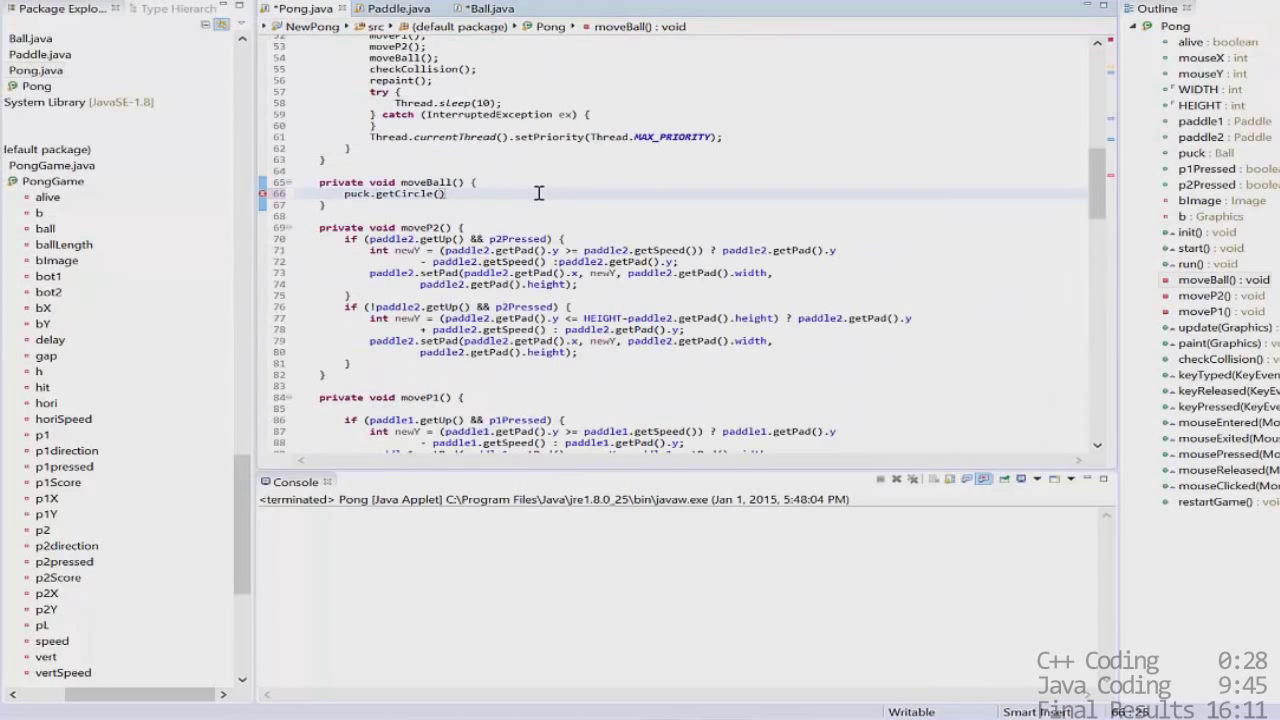 Package Explo...
Type Hierarch
Ball.java
Paddle.java
Pong.java
Pong
System Library [JavaSE-1.8]
default package)
PongGame.java
PongGame
alive
b
ball
ballLength
bImage
bot1
bot2
bX
bY
delay
gap
h
hit
hori
horiSpeed
p1
p1direction
p1pressed
p1Score
p1X
p1Y
p2
p2direction
p2pressed
p2Score
p2X
p2Y
pL
speed
vert
vertSpeed
*Pong.java
Paddle.java
*Ball.java
NewPong
src
(default package)
Pong
moveBall() : void
52 moveP1();
53 moveP2();
54 moveBall();
55 checkCollision();
56 repaint();
57 try {
58 Thread.sleep(10);
59 } catch (InterruptedException ex) {
60 }
61 Thread.currentThread().setPriority(Thread.MAX_PRIORITY);
62 }
63 }
64
65 private void moveBall() {
66 puck.getCircle()
67 }
68
69 private void moveP2() {
70 if (paddle2.getUp() && p2Pressed) {
71 int newY = (paddle2.getPad().y >= paddle2.getSpeed()) ? paddle2.getPad().y
72 - paddle2.getSpeed() :paddle2.getPad().y;
73 paddle2.setPad(paddle2.getPad().x, newY, paddle2.getPad().width,
74 paddle2.getPad().height);
75 }
76 if (!paddle2.getUp() && p2Pressed) {
77 int newY = (paddle2.getPad().y <= HEIGHT-paddle2.getPad().height) ? paddle2.getPad().y
78 + paddle2.getSpeed() : paddle2.getPad().y;
79 paddle2.setPad(paddle2.getPad().x, newY, paddle2.getPad().width,
80 paddle2.getPad().height);
81 }
82 }
83
84 private void moveP1() {
85
86 if (paddle1.getUp() && p1Pressed) {
87 int newY = (paddle1.getPad().y >= paddle1.getSpeed()) ? paddle1.getPad().y
88 - paddle1.getSpeed() : paddle1.getPad().y;
Console
<terminated> Pong [Java Applet] C:\Program Files\Java\jre1.8.0_25\bin\javaw.exe (Jan 1, 2015, 5:48:04 PM)
Outline
Pong
alive : boolean
mouseX : int
mouseY : int
WIDTH : int
HEIGHT : int
paddle1 : Paddle
paddle2 : Paddle
puck : Ball
p1Pressed : boolean
p2Pressed : boolean
bImage : Image
b : Graphics
init() : void
start() : void
run() : void
moveBall() : void
moveP2() : void
moveP1() : void
update(Graphics)
paint(Graphics) :
checkCollision()
keyTyped(KeyEven
keyReleased(KeyE
keyPressed(KeyEv
mouseEntered(Mo
mouseExited(Mou
mousePressed(Mo
mouseReleased(M
mouseClicked(Mo
restartGame() :
C++ Coding 0:28
Java Coding 9:45
Final Results 16:11
Writable
Smart Insert
66 : 25